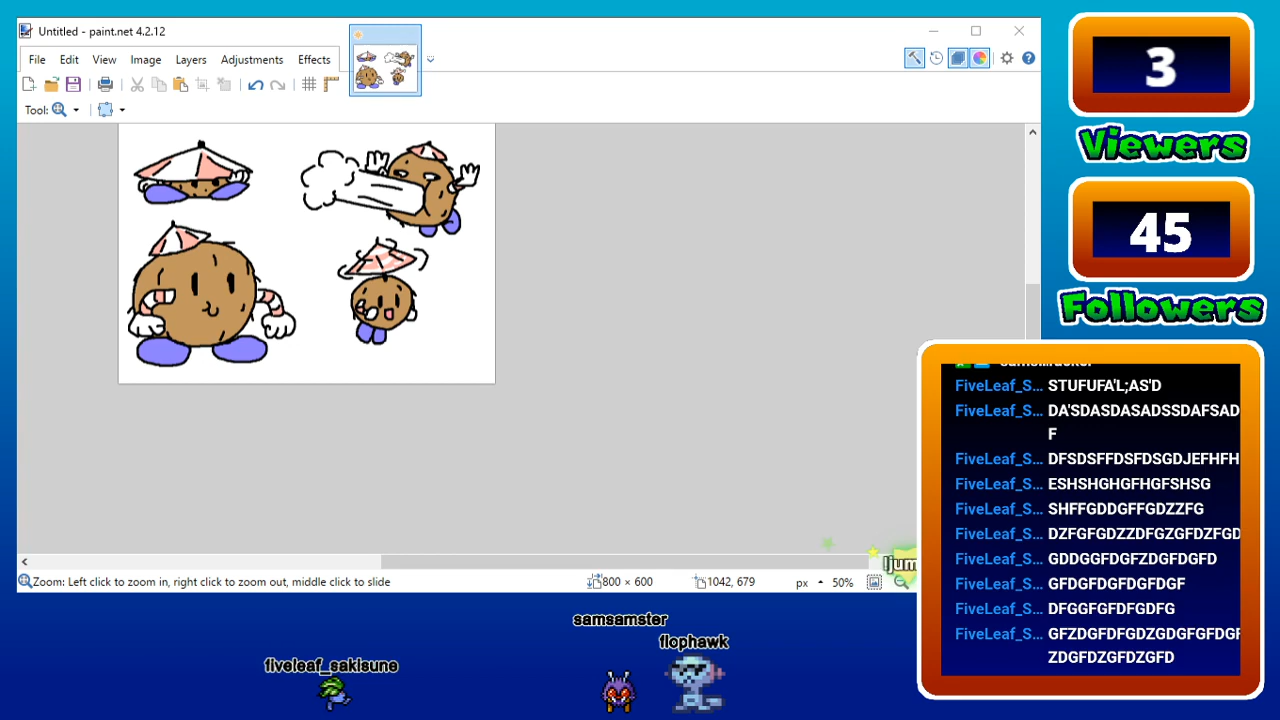 Untitled - paint.net 4.2.12
File Edit View Image Layers Adjustments Effects
Tool:
Zoom: Left click to zoom in, right click to zoom out, middle click to slide
800 × 600
1042, 679
px
50%
3
Viewers
45
Followers
FiveLeaf_S... STUFUFA'L;AS'D
FiveLeaf_S... DA'SDASDASADSSDAFSAD
F
FiveLeaf_S... DFSDSFFDSFDSGDJEFHFH
FiveLeaf_S... ESHSHGHGFHGFSHSG
FiveLeaf_S... SHFFGDDGFFGDZZFG
FiveLeaf_S... DZFGFGDZZDFGZGFDZFGD
FiveLeaf_S... GDDGGFDGFZDGFDGFD
FiveLeaf_S... GFDGFDGFDGFDGF
FiveLeaf_S... DFGGFGFDFGDFG
FiveLeaf_S... GFZDGFDFGDZGDGFGFDGF
ZDGFDZGFDZGFD
samsamster
flophawk
fiveleaf_sakisune